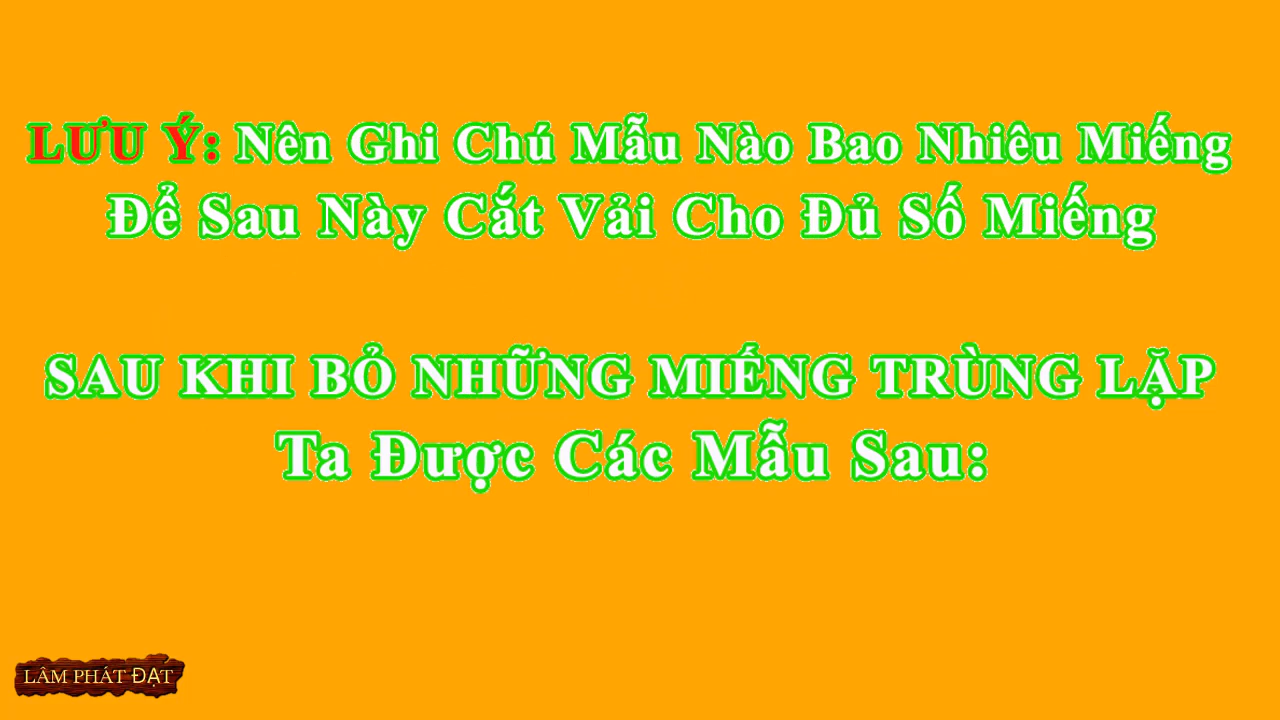 LƯU Ý: Nên Ghi Chú Mẫu Nào Bao Nhiêu Miếng
Để Sau Này Cắt Vải Cho Đủ Số Miếng
SAU KHI BỎ NHỮNG MIẾNG TRÙNG LẶP
Ta Được Các Mẫu Sau:
LÂM PHÁT ĐẠT